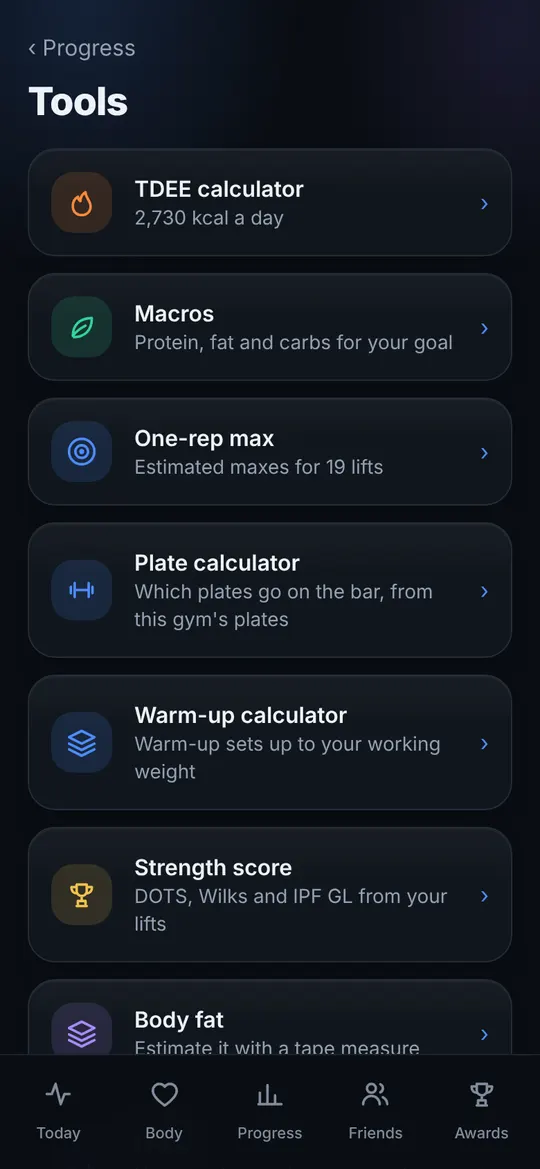 ‹ Progress
Tools
TDEE calculator
2,730 kcal a day
Macros
Protein, fat and carbs for your goal
One-rep max
Estimated maxes for 19 lifts
Plate calculator
Which plates go on the bar, from
this gym's plates
Warm-up calculator
Warm-up sets up to your working
weight
Strength score
DOTS, Wilks and IPF GL from your
lifts
Body fat
Estimate it with a tape measure
Today
Body
Progress
Friends
Awards